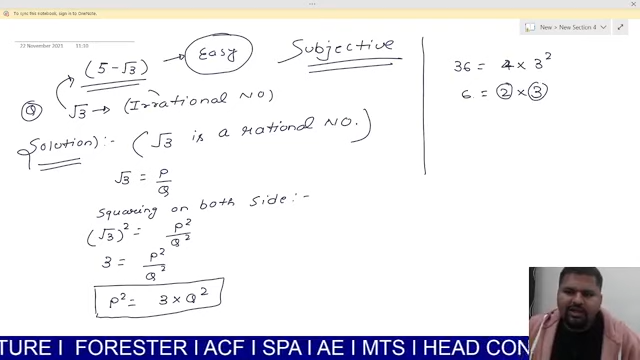 To sync this notebook, sign in to OneNote.
New > New Section 4
22 November 2021 11:10
(5-√3) → Easy
Subjective
Q √3 → (Irrational NO)
Solution:- (√3 is a rational NO.)
√3 = P/Q
Squaring on both side:-
(√3)² = P²/Q²
3 = P²/Q²
P² = 3 × Q²
36 = 4 × 3²
6 = 2 × 3
TURE I FORESTER I ACF I SPA I AE I MTS I HEAD CON